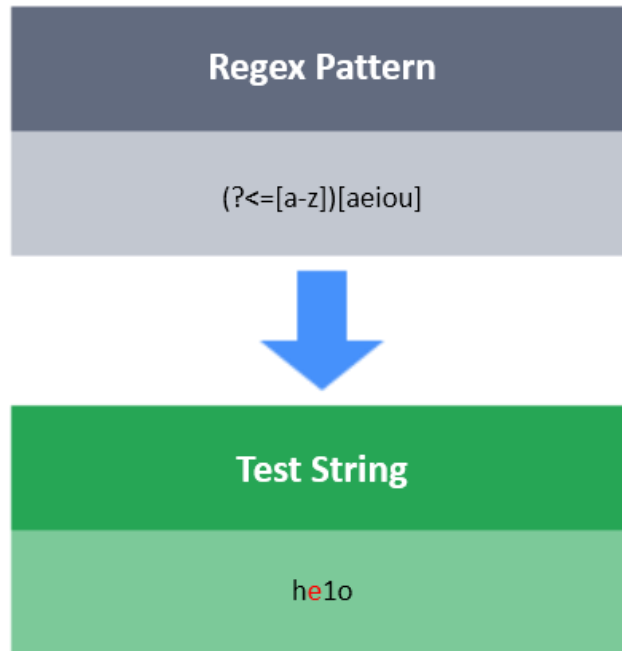 Regex Pattern
(?<=[a-z])[aeiou]
Test String
he1o